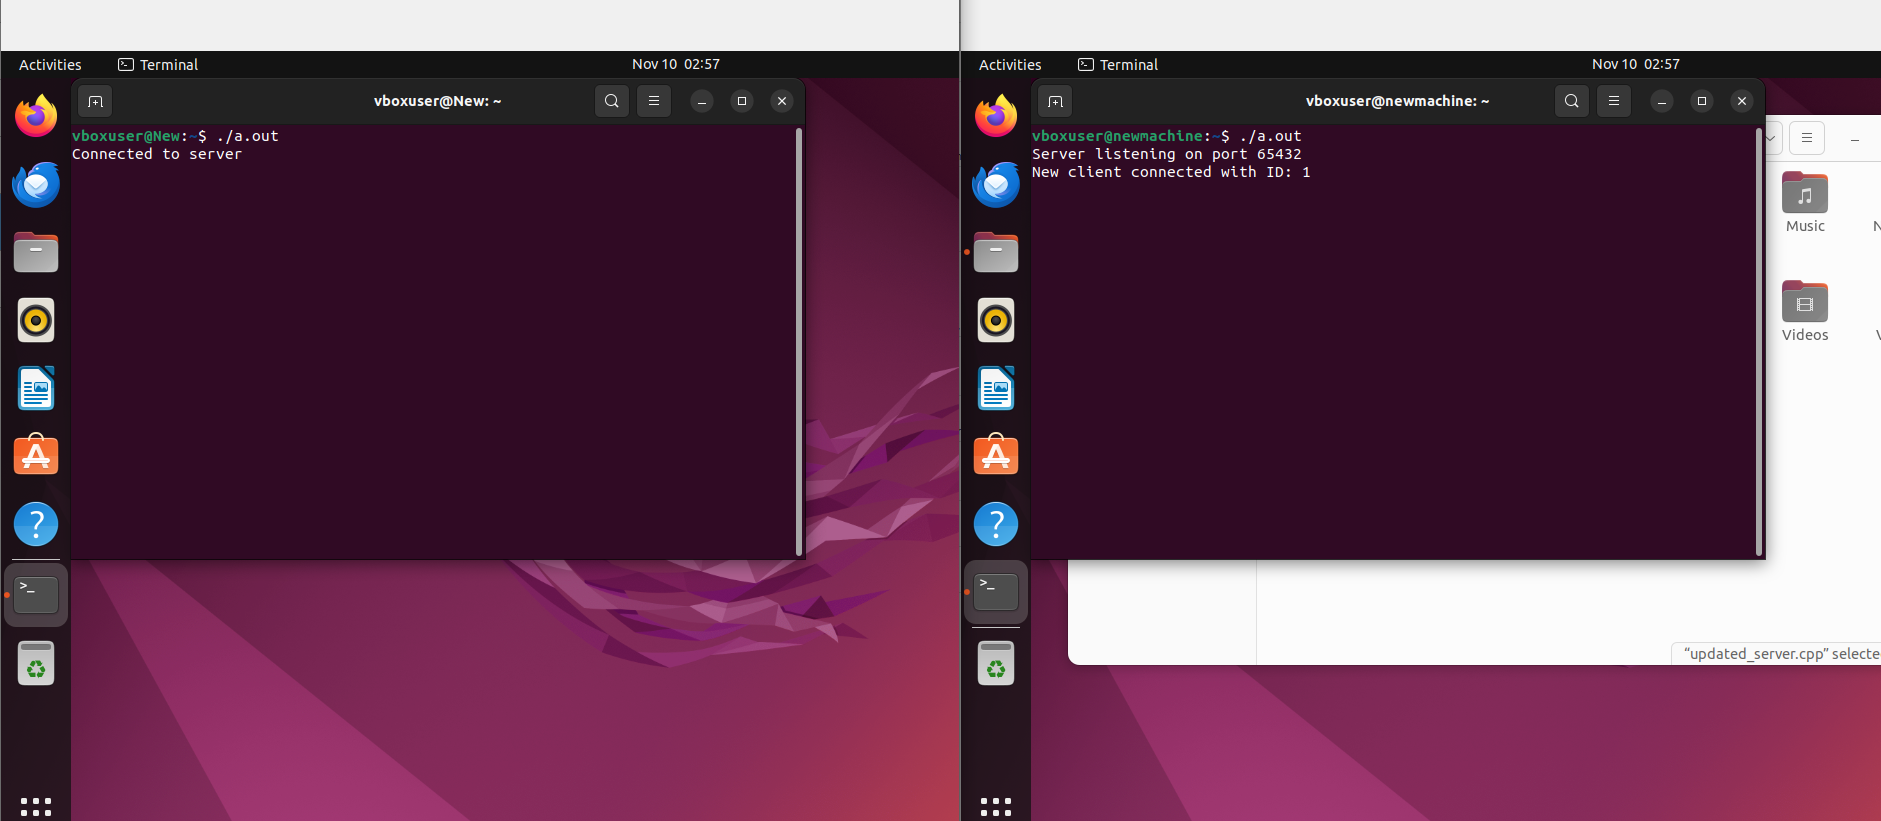 Activities
Terminal
Nov 10 02:57
vboxuser@New: ~
vboxuser@New:~$ ./a.out
Connected to server
Activities
Terminal
Nov 10 02:57
vboxuser@newmachine: ~
vboxuser@newmachine:~$ ./a.out
Server listening on port 65432
New client connected with ID: 1
Music
Videos
“updated_server.cpp”